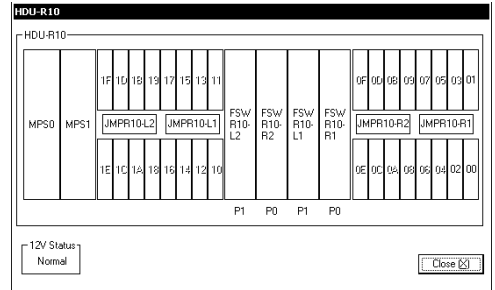 HDU-R10
HDU-R10
1F 1D 1B 19 17 15 13 11
0F 0D 0B 09 07 05 03 01
MPS0 MPS1 JMPR10-L2 JMPR10-L1
FSW R10- L2
FSW R10- R2
FSW R10- L1
FSW R10- R1
JMPR10-R2 JMPR10-R1
1E 1C 1A 18 16 14 12 10
0E 0C 0A 08 06 04 02 00
P1 P0 P1 P0
12V Status
Normal
Close (X)